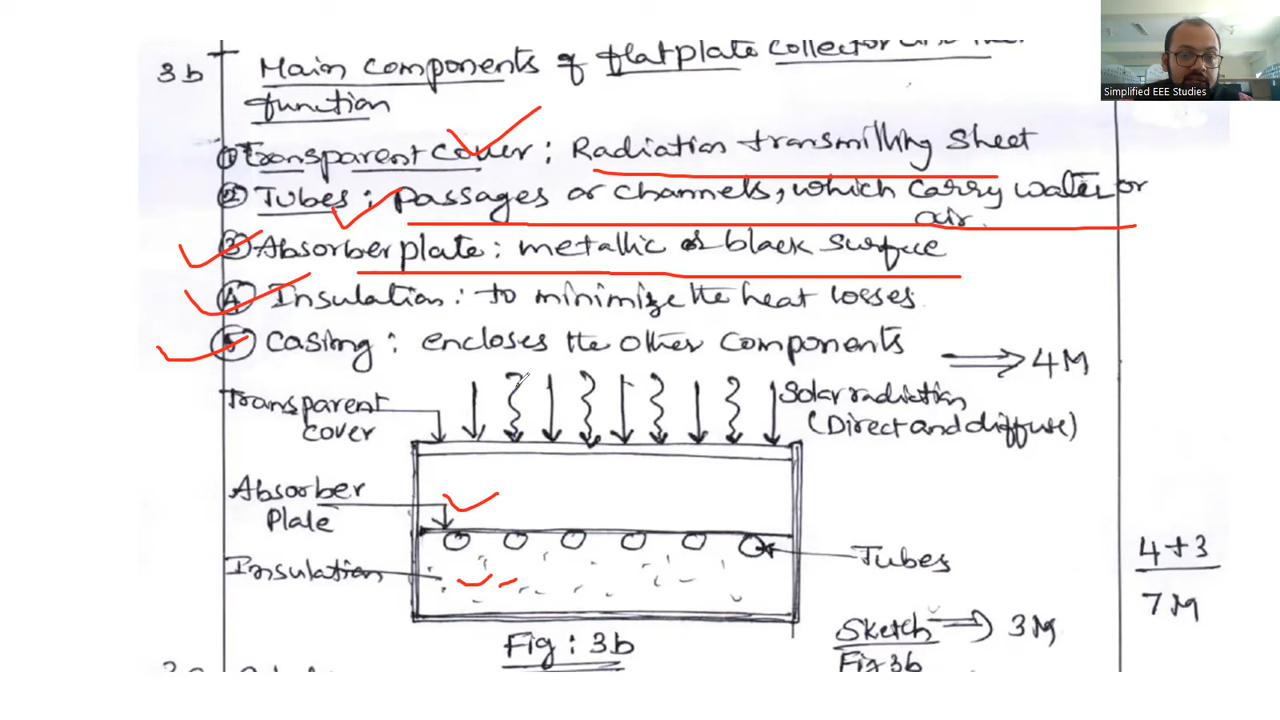 3b Main components of flatplate collector and their
function
① Transparent cover : Radiation transmitting sheet
② Tubes : passages or channels, which carry water or
air.
③ Absorber plate : metallic or black surface
④ Insulation : to minimize the heat losses.
⑤ casing : encloses the other components
⟹ 4M
Transparent
cover
Solar radiation
(Direct and diffuse)
Absorber
Plate
Insulation
Tubes
4+3
7M
Fig : 3b
Sketch ⟹ 3M
Fig 3b
Simplified EEE Studies